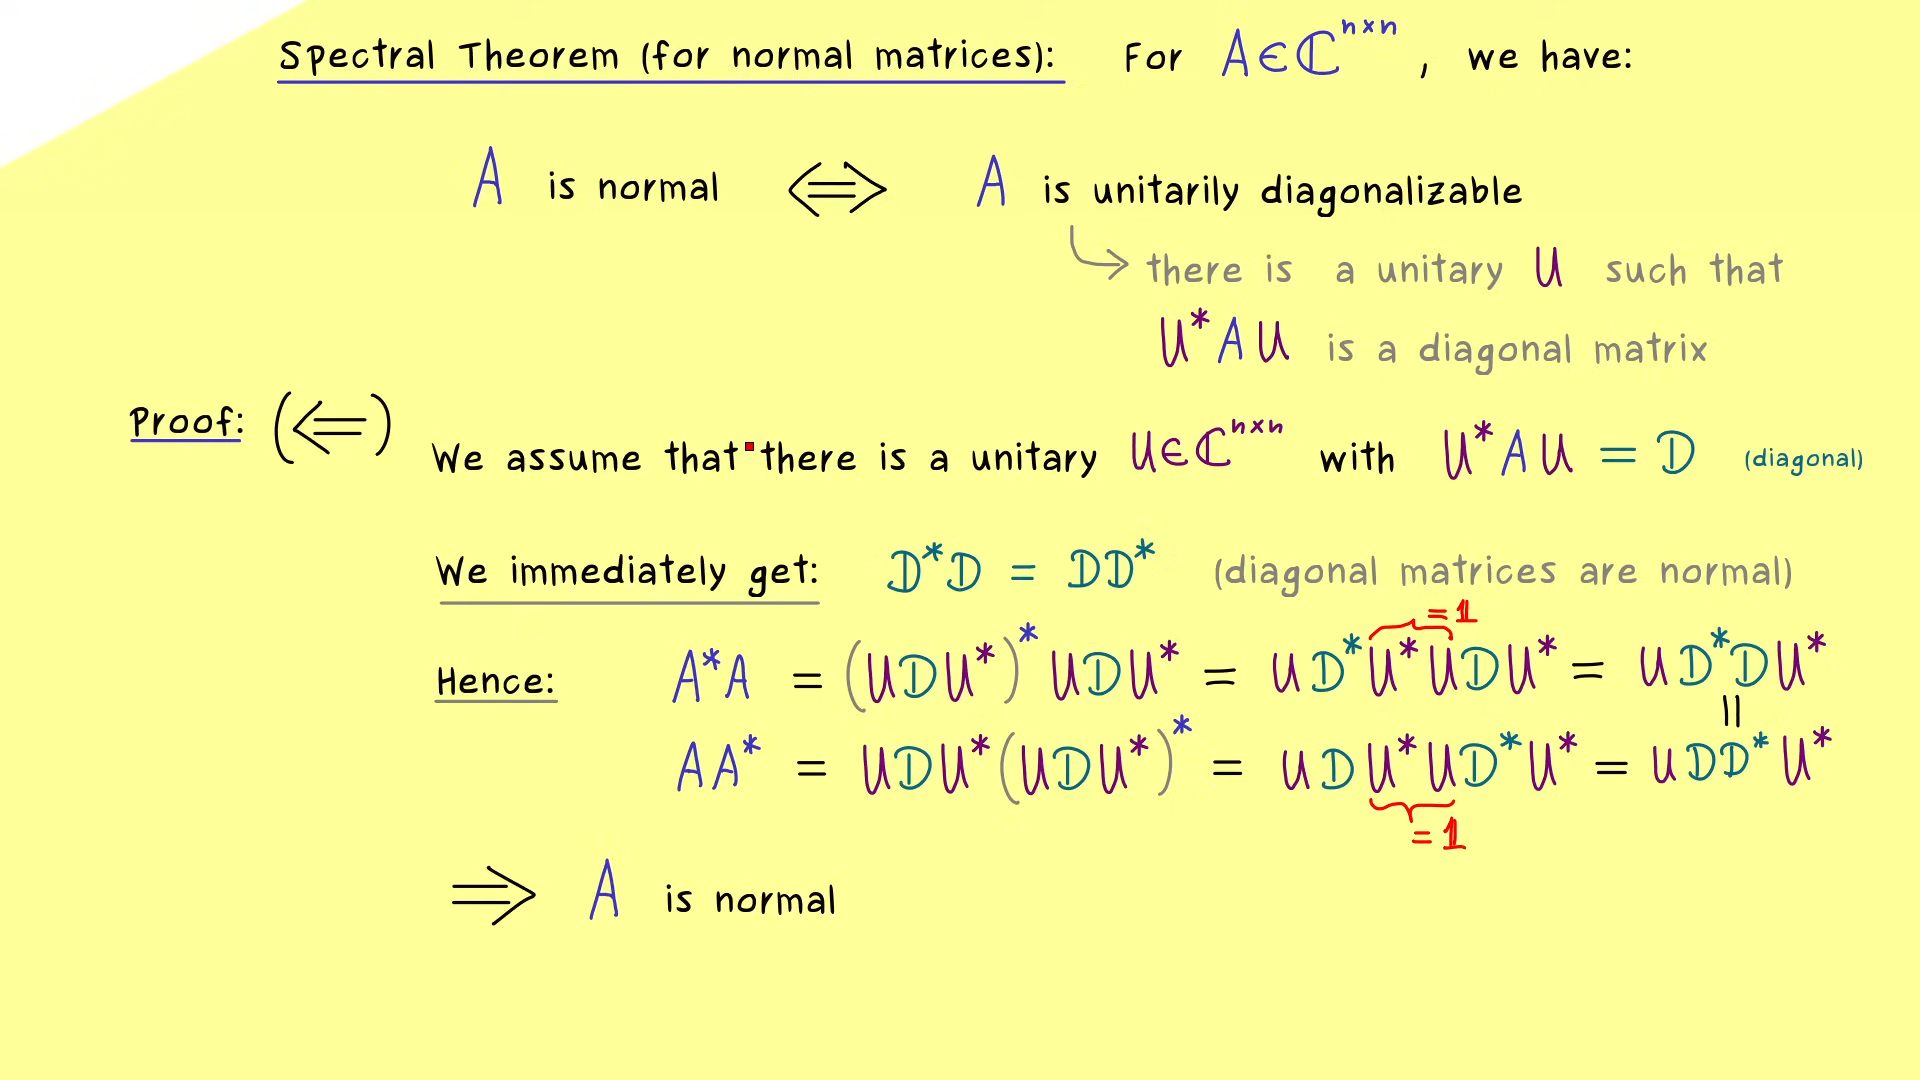 Spectral Theorem (for normal matrices): For A∈ℂⁿˣⁿ, we have:
A is normal ⟺ A is unitarily diagonalizable
↳ there is a unitary U such that
U*AU is a diagonal matrix
Proof: (⟸) We assume that there is a unitary U∈ℂⁿˣⁿ with U*AU = D (diagonal)
We immediately get: D*D = DD* (diagonal matrices are normal)
= 𝟙
Hence: A*A = (UDU*)* UDU* = UD*U*UDU* = UD*DU*
||
AA* = UDU*(UDU*)* = UDU*UD*U* = UDD*U*
= 𝟙
⟹ A is normal